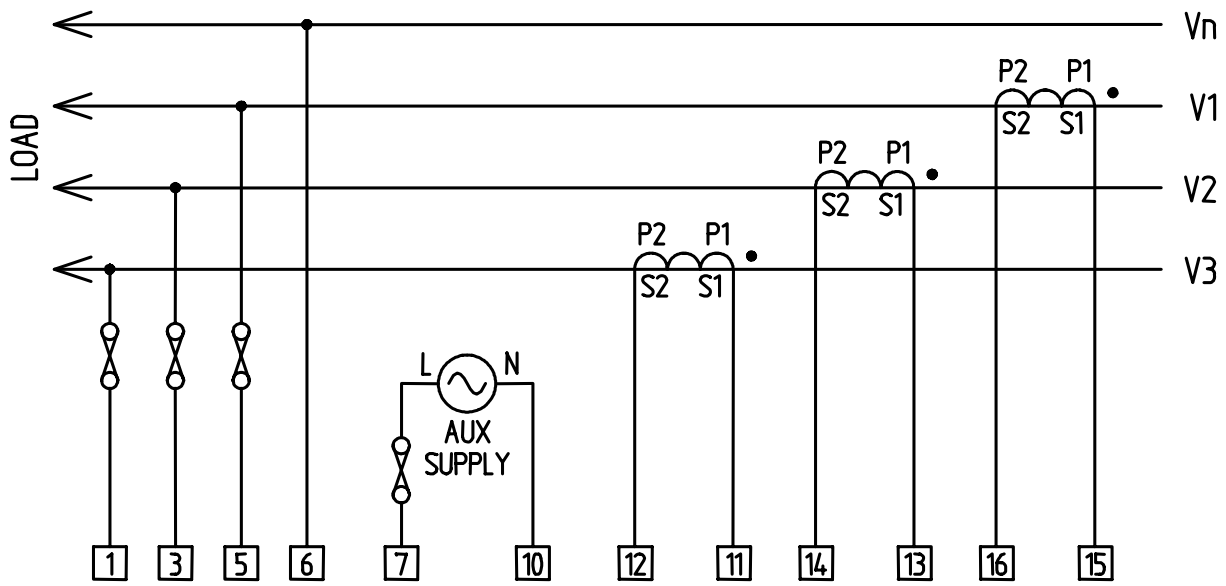 Vn
P2 P1
V1
S2 S1
LOAD
P2 P1
V2
S2 S1
P2 P1
V3
S2 S1
L N
AUX
SUPPLY
1 3 5 6 7 10 12 11 14 13 16 15